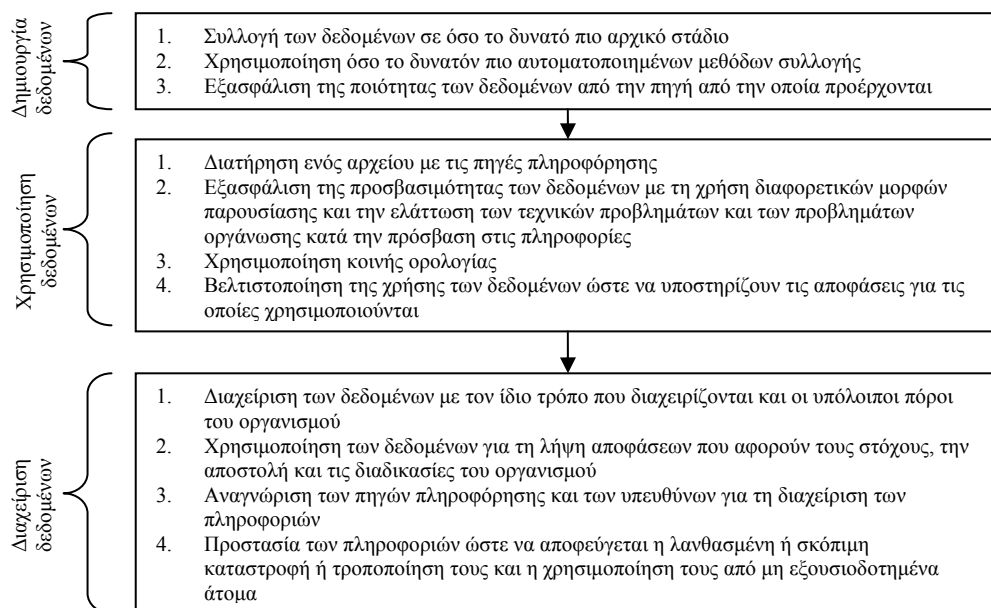 Δημιουργία
δεδομένων
1. Συλλογή των δεδομένων σε όσο το δυνατό πιο αρχικό στάδιο
2. Χρησιμοποίηση όσο το δυνατόν πιο αυτοματοποιημένων μεθόδων συλλογής
3. Εξασφάλιση της ποιότητας των δεδομένων από την πηγή από την οποία προέρχονται
Χρησιμοποίηση
δεδομένων
1. Διατήρηση ενός αρχείου με τις πηγές πληροφόρησης
2. Εξασφάλιση της προσβασιμότητας των δεδομένων με τη χρήση διαφορετικών μορφών
παρουσίασης και την ελάττωση των τεχνικών προβλημάτων και των προβλημάτων
οργάνωσης κατά την πρόσβαση στις πληροφορίες
3. Χρησιμοποίηση κοινής ορολογίας
4. Βελτιστοποίηση της χρήσης των δεδομένων ώστε να υποστηρίζουν τις αποφάσεις για τις
οποίες χρησιμοποιούνται
Διαχείριση
δεδομένων
1. Διαχείριση των δεδομένων με τον ίδιο τρόπο που διαχειρίζονται και οι υπόλοιποι πόροι
του οργανισμού
2. Χρησιμοποίηση των δεδομένων για τη λήψη αποφάσεων που αφορούν τους στόχους, την
αποστολή και τις διαδικασίες του οργανισμού
3. Αναγνώριση των πηγών πληροφόρησης και των υπευθύνων για τη διαχείριση των
πληροφοριών
4. Προστασία των πληροφοριών ώστε να αποφεύγεται η λανθασμένη ή σκόπιμη
καταστροφή ή τροποποίηση τους και η χρησιμοποίηση τους από μη εξουσιοδοτημένα
άτομα